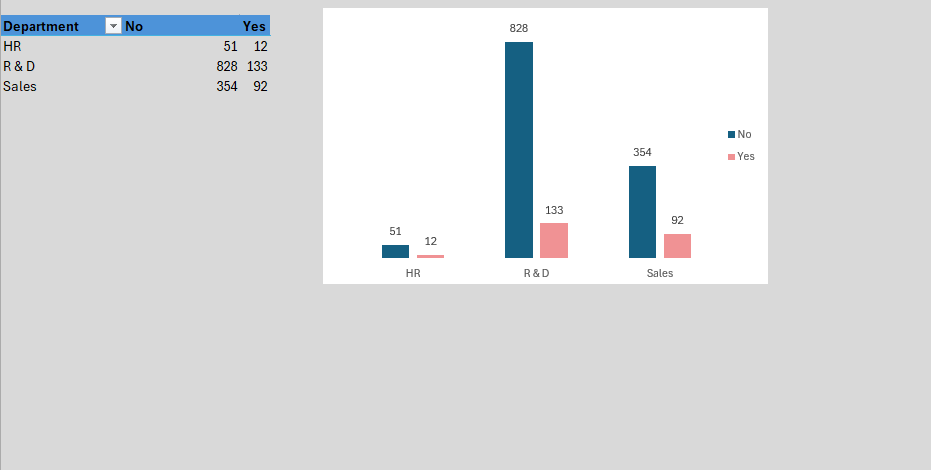 Department No Yes
HR 51 12
R & D 828 133
Sales 354 92
828
354
133
92
51
12
HR R & D Sales
No
Yes